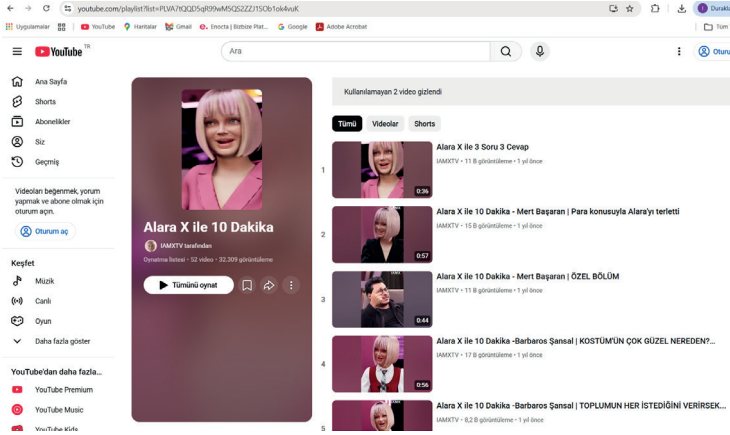 youtube.com/playlist?list=PLVA7tQQD5qR99wM5QS2ZZJ1SOb1ok4vuK
Durakla
Uygulamalar
YouTube
Haritalar
Gmail
Enocta | Bizbize Plat...
Google
Adobe Acrobat
Tüm
YouTube TR
Ara
Oturu
Ana Sayfa
Shorts
Abonelikler
Siz
Geçmiş
Videoları beğenmek, yorum
yapmak ve abone olmak için
oturum açın.
Oturum aç
Keşfet
Müzik
Canlı
Oyun
Daha fazla göster
YouTube'dan daha fazla...
YouTube Premium
YouTube Music
YouTube Kids
Alara X ile 10 Dakika
IAMXTV tarafından
Oynatma listesi • 52 video • 32.309 görüntüleme
Tümünü oynat
Kullanılamayan 2 video gizlendi
Tümü
Videolar
Shorts
1
0:36
Alara X ile 3 Soru 3 Cevap
IAMXTV • 11 B görüntüleme • 1 yıl önce
2
0:57
Alara X ile 10 Dakika - Mert Başaran | Para konusuyla Alara'yı terletti
IAMXTV • 15 B görüntüleme • 1 yıl önce
3
0:44
Alara X ile 10 Dakika - Mert Başaran | ÖZEL BÖLÜM
IAMXTV • 11 B görüntüleme • 1 yıl önce
4
0:56
Alara X ile 10 Dakika -Barbaros Şansal | KOSTÜM'ÜN ÇOK GÜZEL NEREDEN?...
IAMXTV • 17 B görüntüleme • 1 yıl önce
5
Alara X ile 10 Dakika -Barbaros Şansal | TOPLUMUN HER İSTEDİĞİNİ VERİRSEK...
IAMXTV • 8,2 B görüntüleme • 1 yıl önce